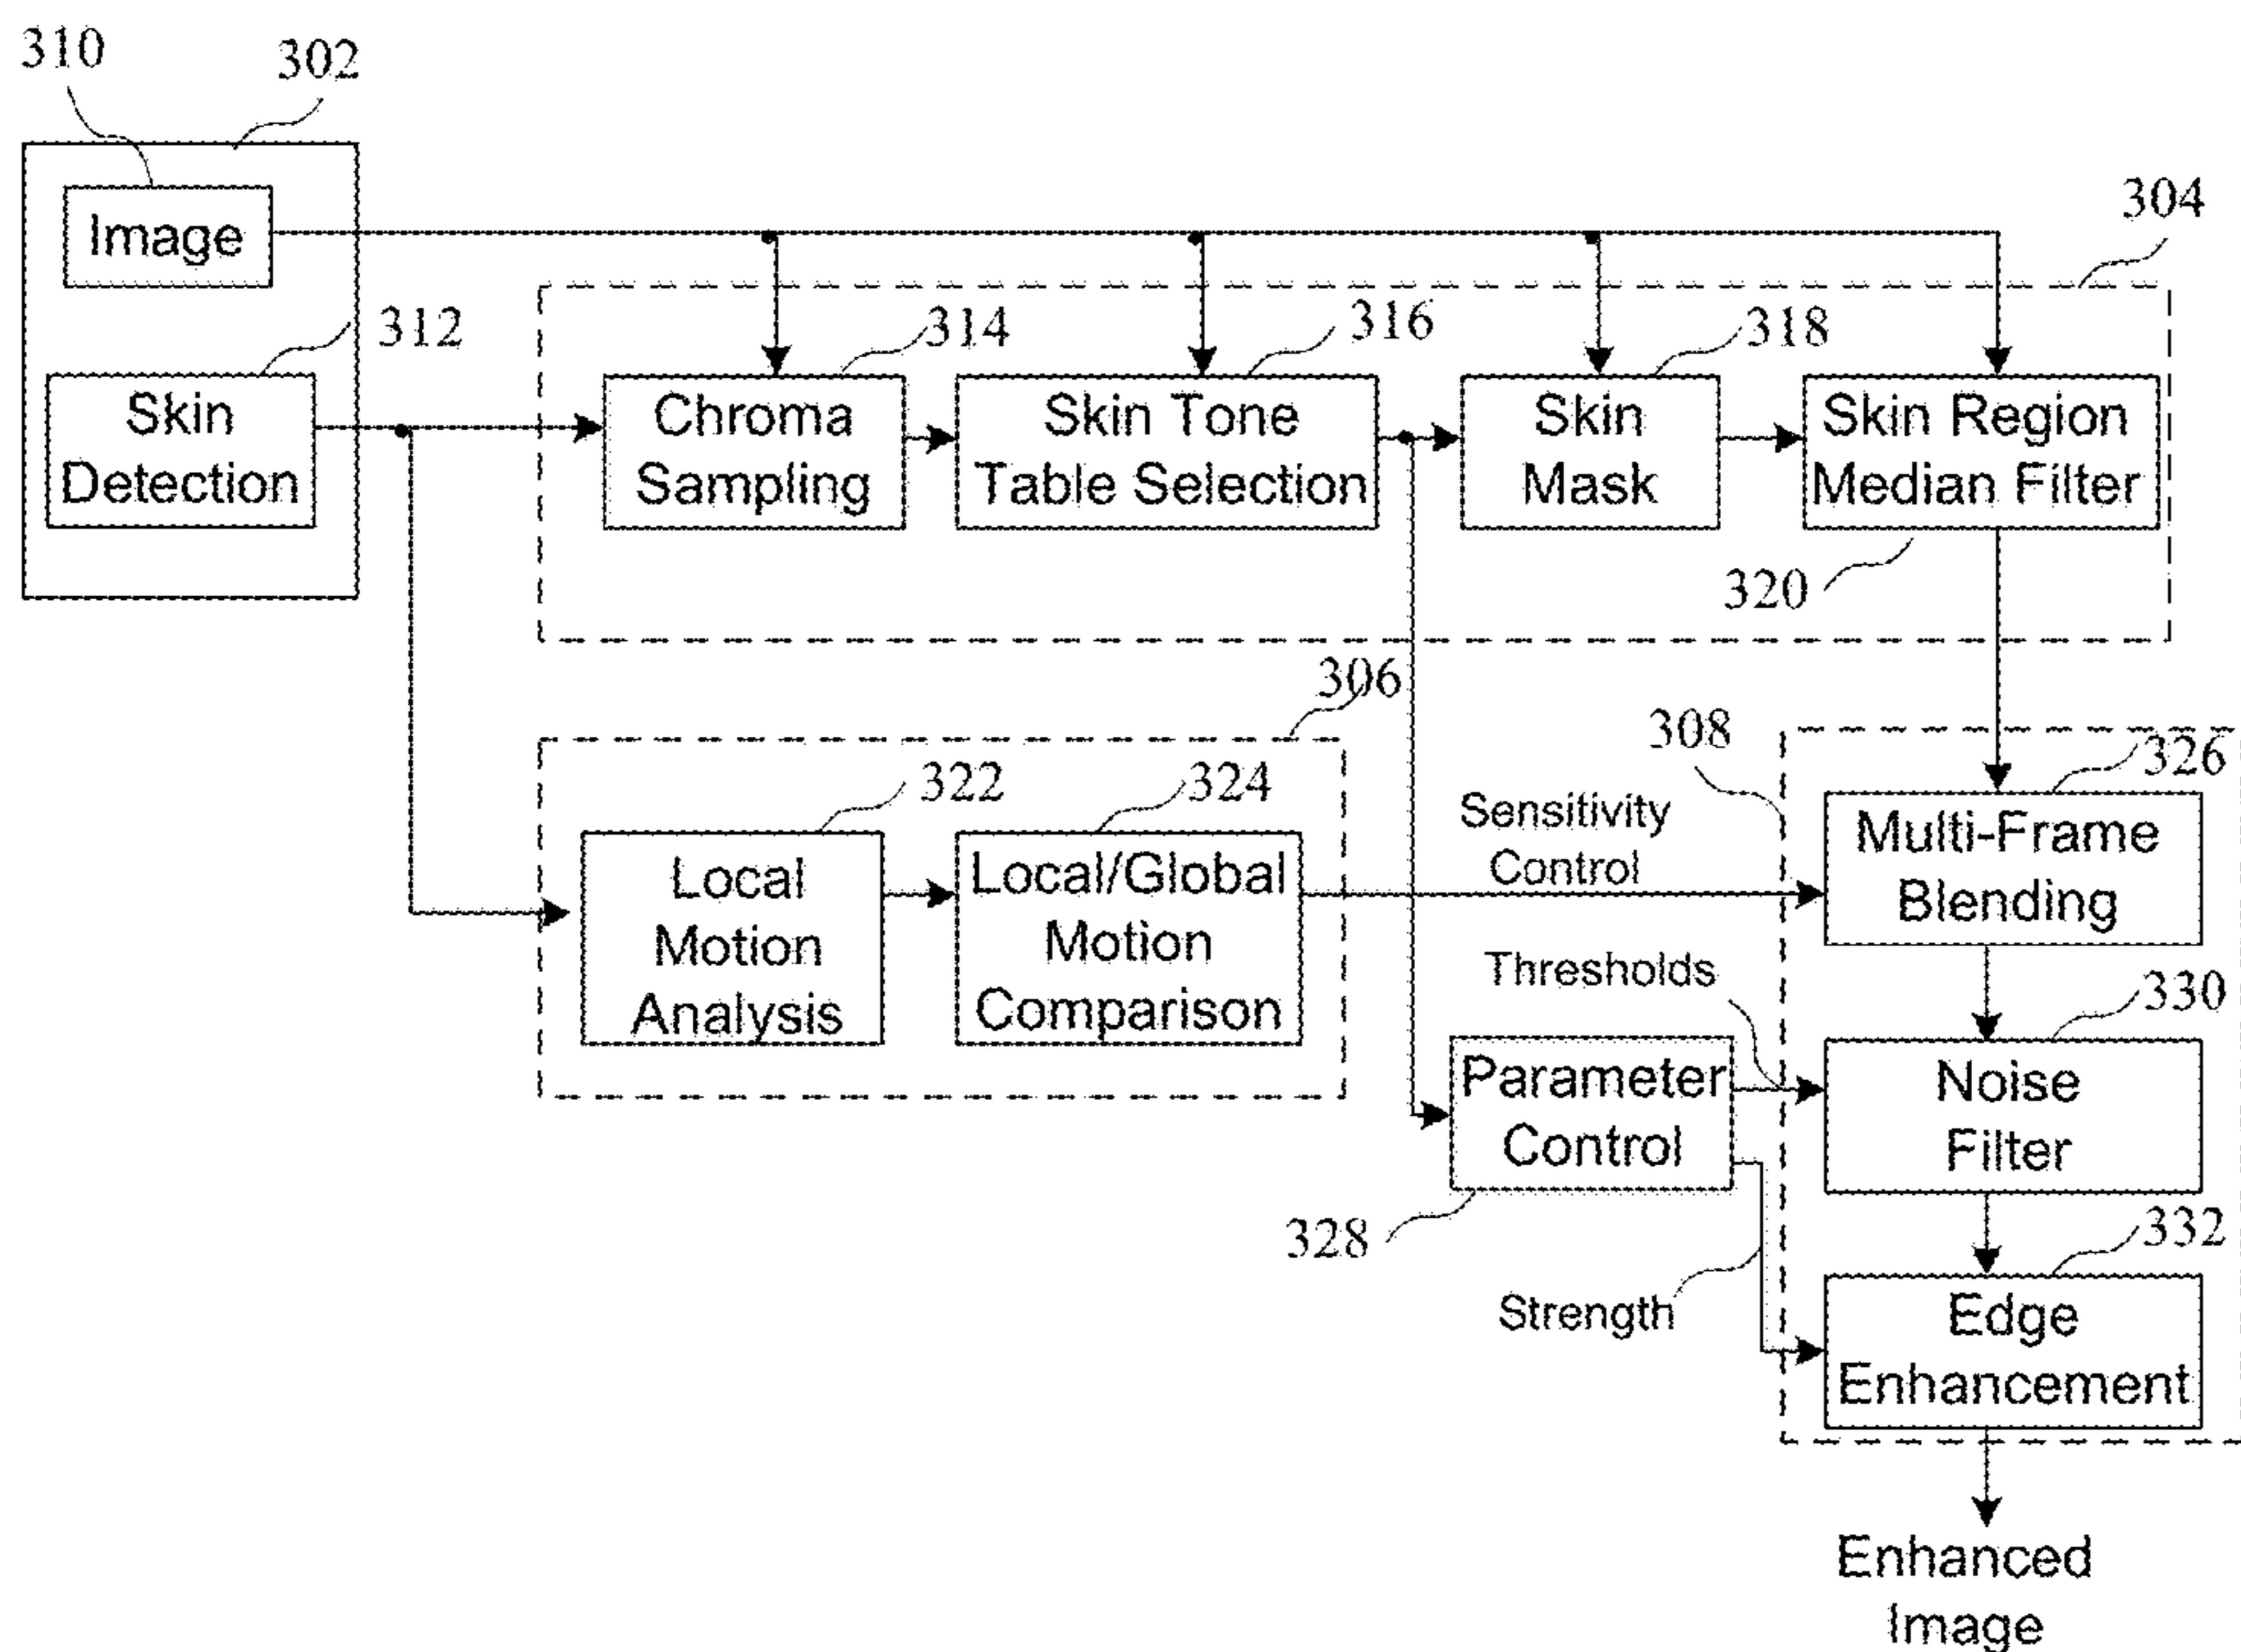 310
302
Image
304
312
314
316
318
Skin
Detection
Chroma
Sampling
Skin Tone
Table Selection
Skin
Mask
Skin Region
Median Filter
320
306
308
322
324
326
Local
Motion
Analysis
Local/Global
Motion
Comparison
Sensitivity
Control
Multi-Frame
Blending
Thresholds
330
Parameter
Control
Noise
Filter
328
332
Strength
Edge
Enhancement
Enhanced
Image